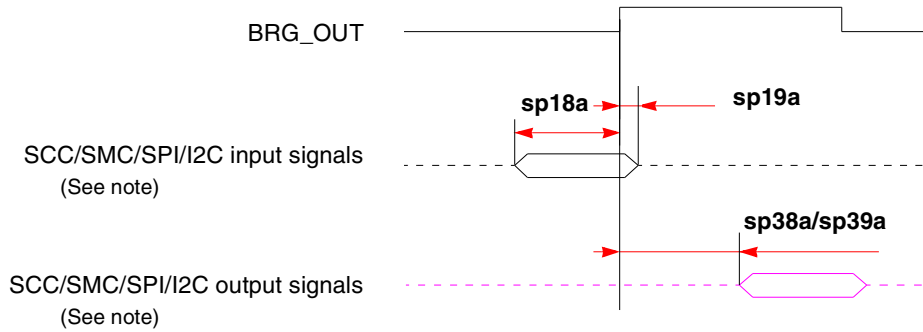 BRG_OUT
sp18a
sp19a
SCC/SMC/SPI/I2C input signals
(See note)
sp38a/sp39a
SCC/SMC/SPI/I2C output signals
(See note)